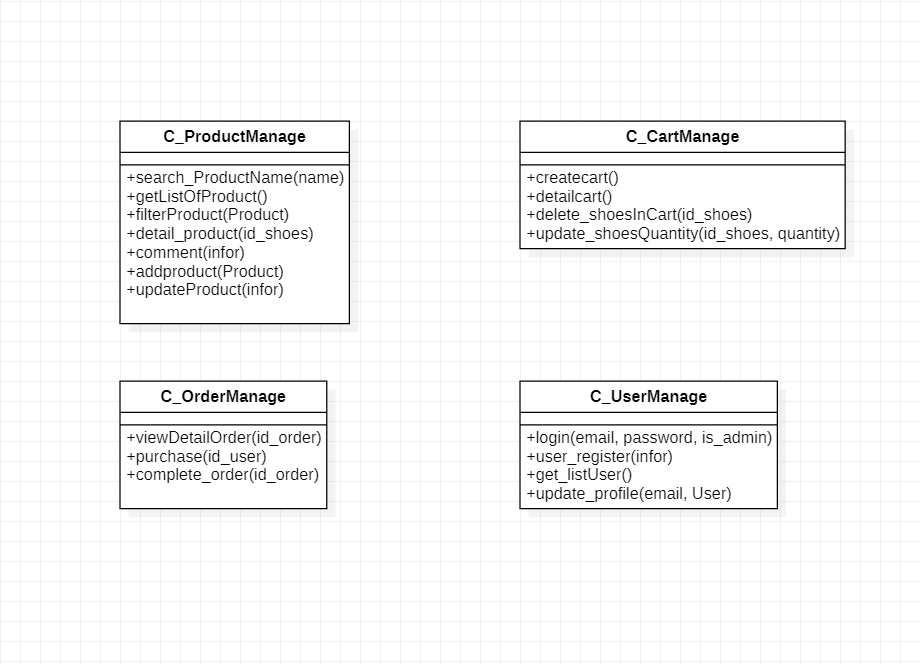 C_ProductManage
+search_ProductName(name)
+getListOfProduct()
+filterProduct(Product)
+detail_product(id_shoes)
+comment(infor)
+addproduct(Product)
+updateProduct(infor)
C_CartManage
+createcart()
+detailcart()
+delete_shoesInCart(id_shoes)
+update_shoesQuantity(id_shoes, quantity)
C_OrderManage
+viewDetailOrder(id_order)
+purchase(id_user)
+complete_order(id_order)
C_UserManage
+login(email, password, is_admin)
+user_register(infor)
+get_listUser()
+update_profile(email, User)